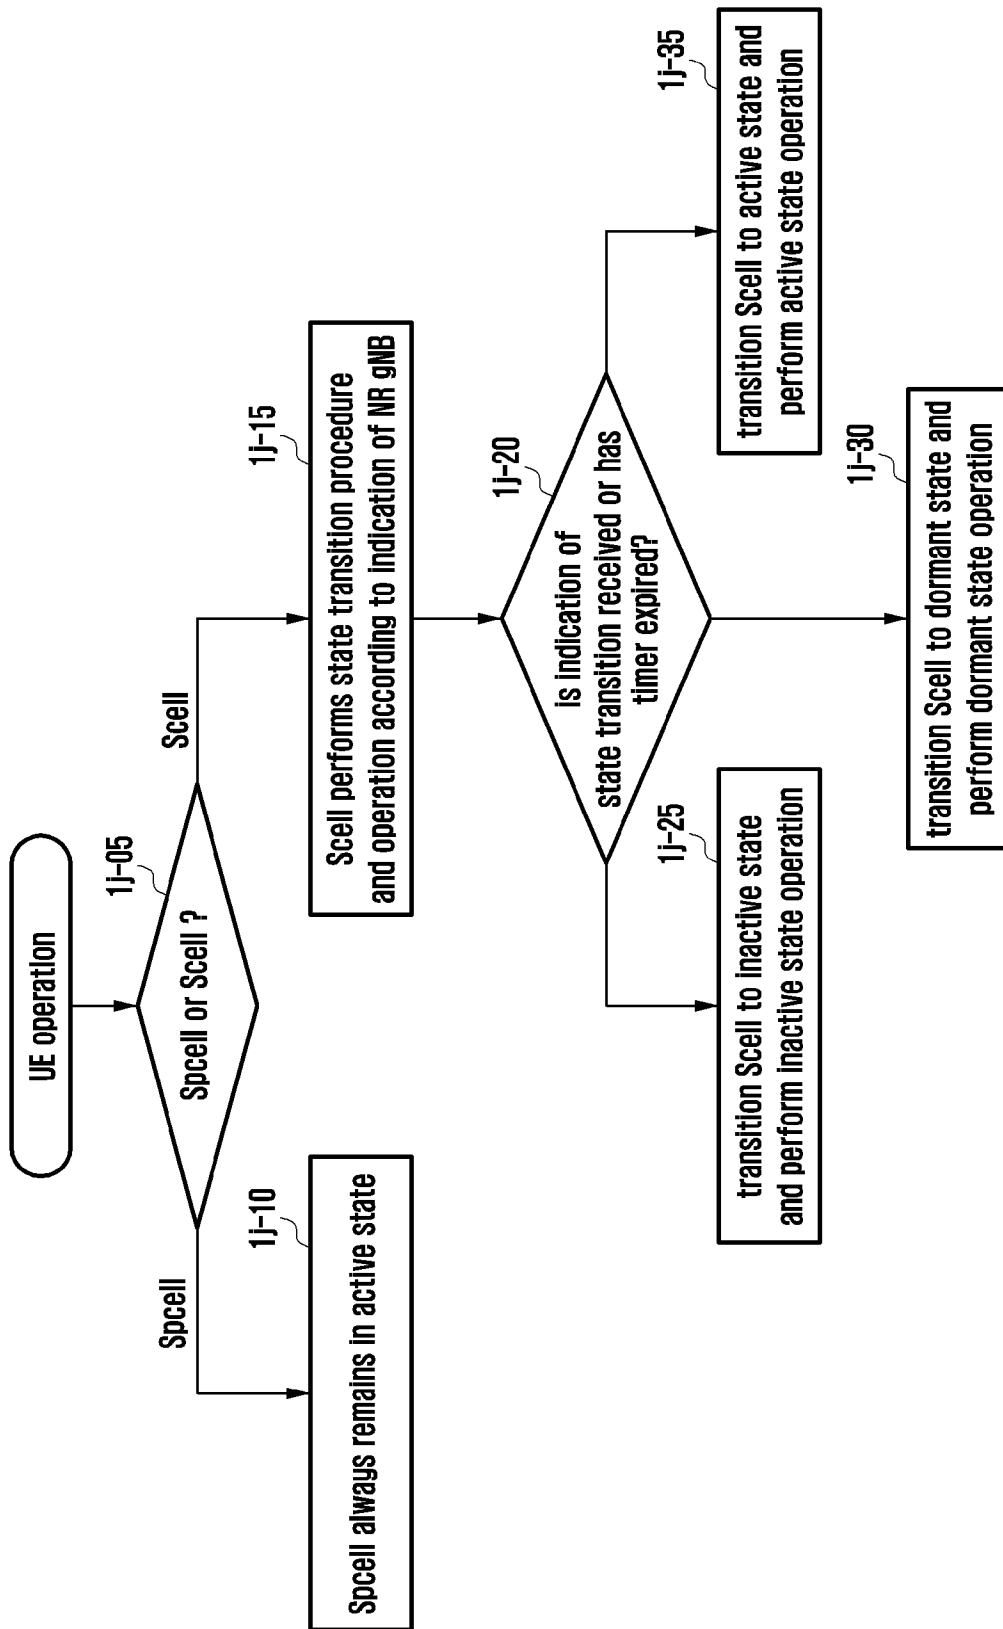 UE operation
1j-05
Spcell or Scell ?
Spcell
Scell
1j-10
Spcell always remains in active state
1j-15
Scell performs state transition procedure
and operation according to indication of NR gNB
1j-20
is indication of
state transition received or has
timer expired?
1j-25
transition Scell to inactive state
and perform inactive state operation
1j-35
transition Scell to active state and
perform active state operation
1j-30
transition Scell to dormant state and
perform dormant state operation